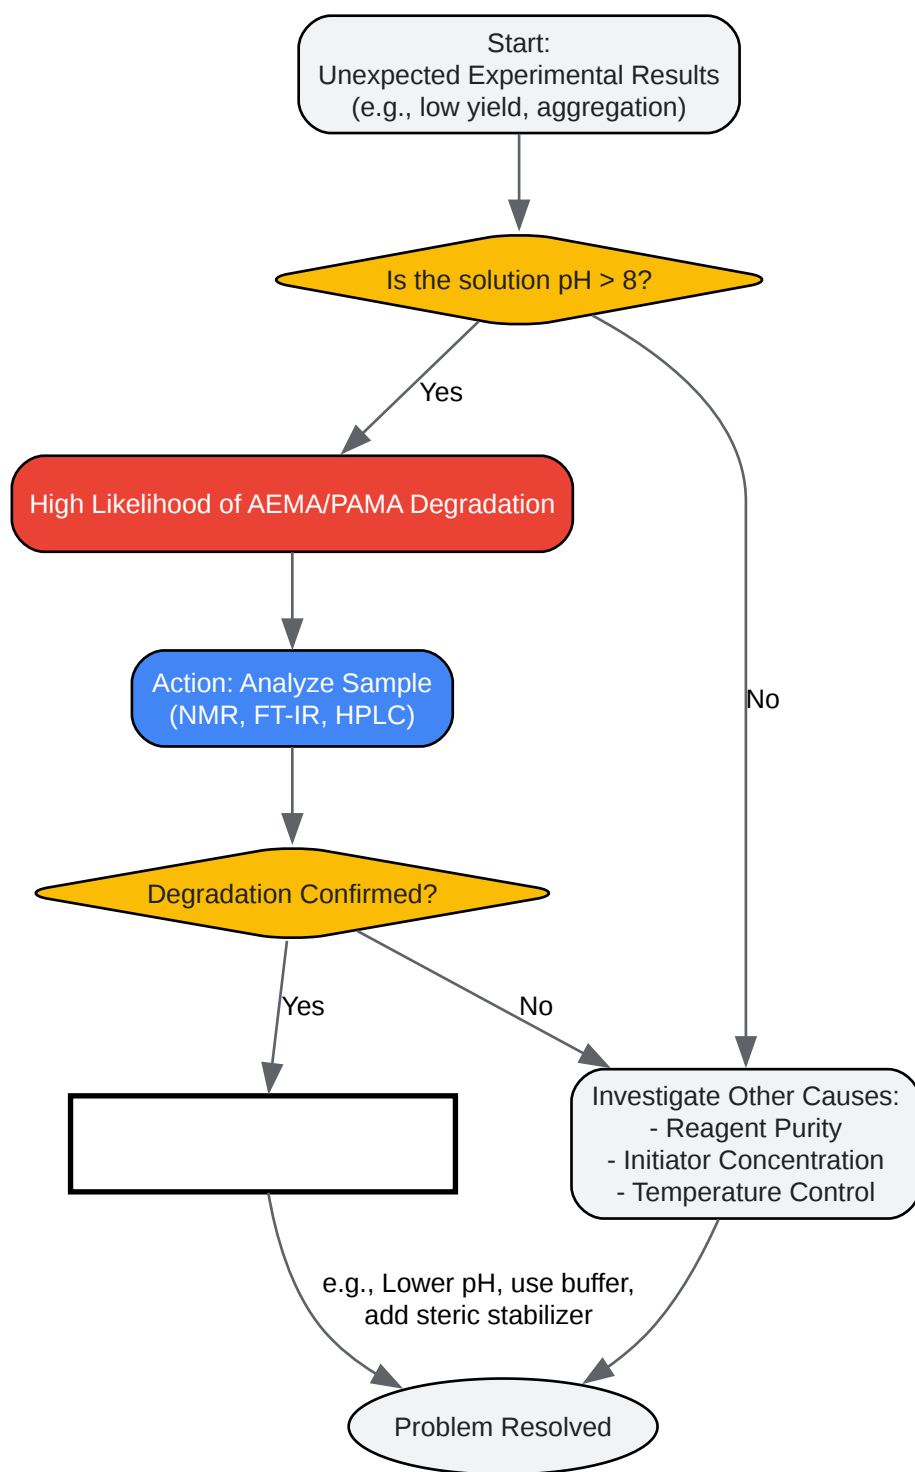 Start:
Unexpected Experimental Results
(e.g., low yield, aggregation)
Is the solution pH > 8?
Yes
High Likelihood of AEMA/PAMA Degradation
Action: Analyze Sample
(NMR, FT-IR, HPLC)
No
Degradation Confirmed?
Yes
No
Investigate Other Causes:
- Reagent Purity
- Initiator Concentration
- Temperature Control
e.g., Lower pH, use buffer,
add steric stabilizer
Problem Resolved